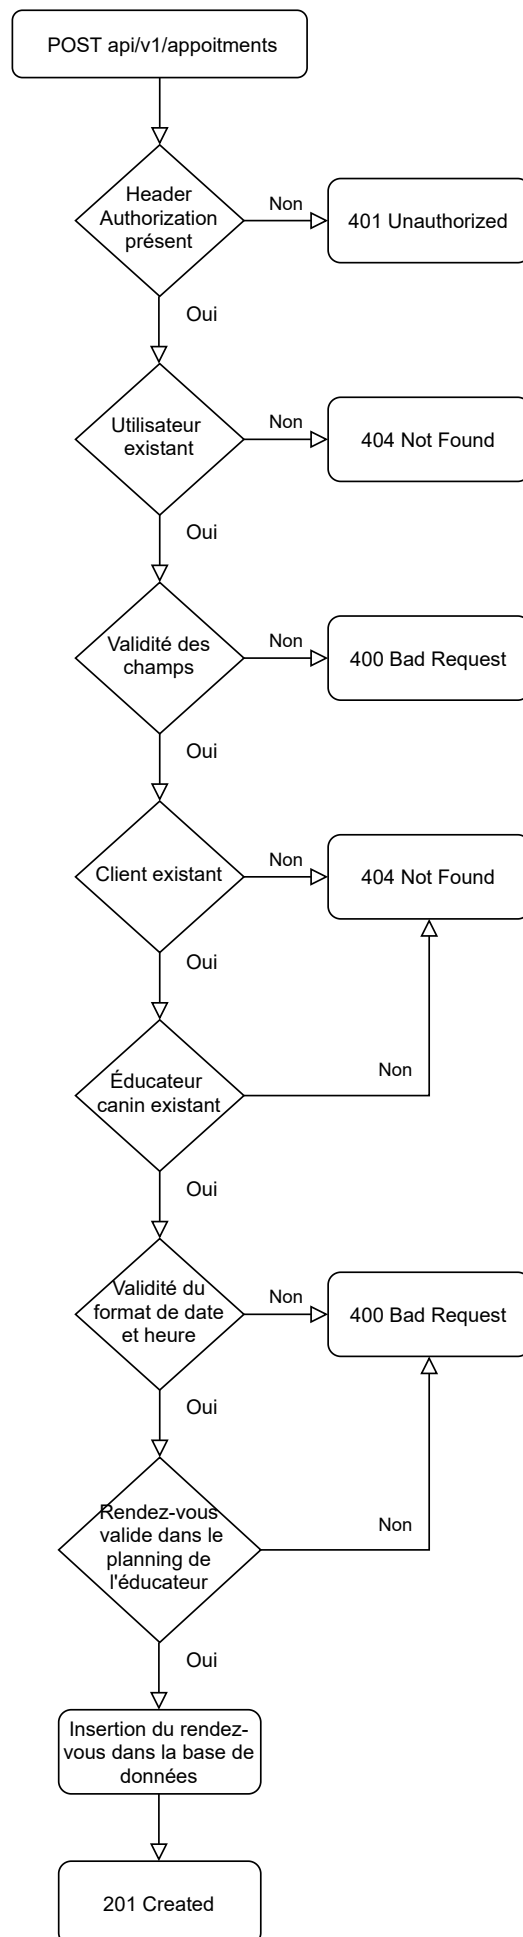 POST api/v1/appoitments
Header
Authorization
présent
Non
401 Unauthorized
Oui
Utilisateur
existant
Non
404 Not Found
Oui
Validité des
champs
Non
400 Bad Request
Oui
Client existant
Non
404 Not Found
Oui
Éducateur
canin existant
Non
Oui
Validité du
format de date
et heure
Non
400 Bad Request
Oui
Rendez-vous
valide dans le
planning de
l'éducateur
Non
Oui
Insertion du rendez-
vous dans la base de
données
201 Created